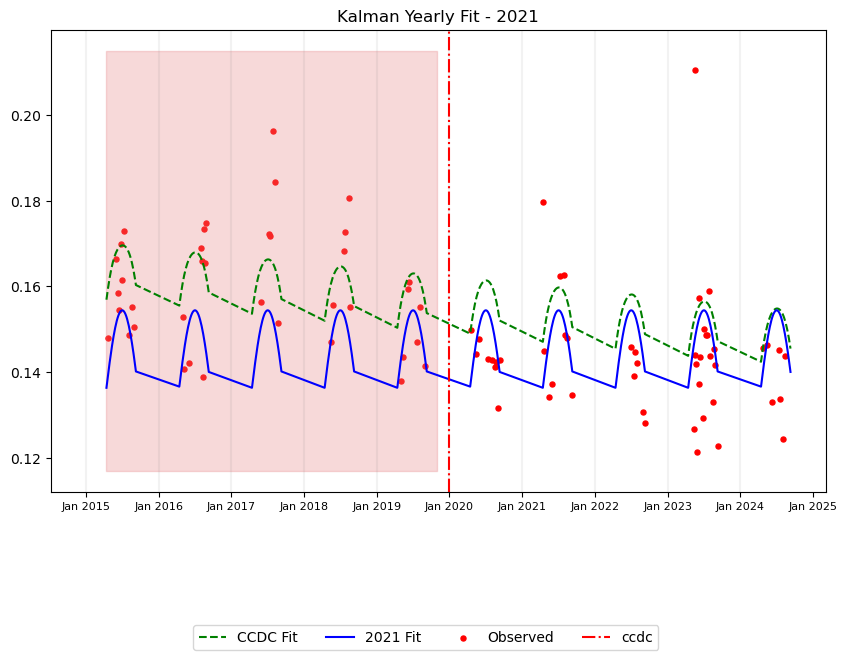 Kalman Yearly Fit - 2021
0.20
0.18
0.16
0.14
0.12
Jan 2015 Jan 2016 Jan 2017 Jan 2018 Jan 2019 Jan 2020 Jan 2021 Jan 2022 Jan 2023 Jan 2024 Jan 2025
CCDC Fit 2021 Fit Observed ccdc